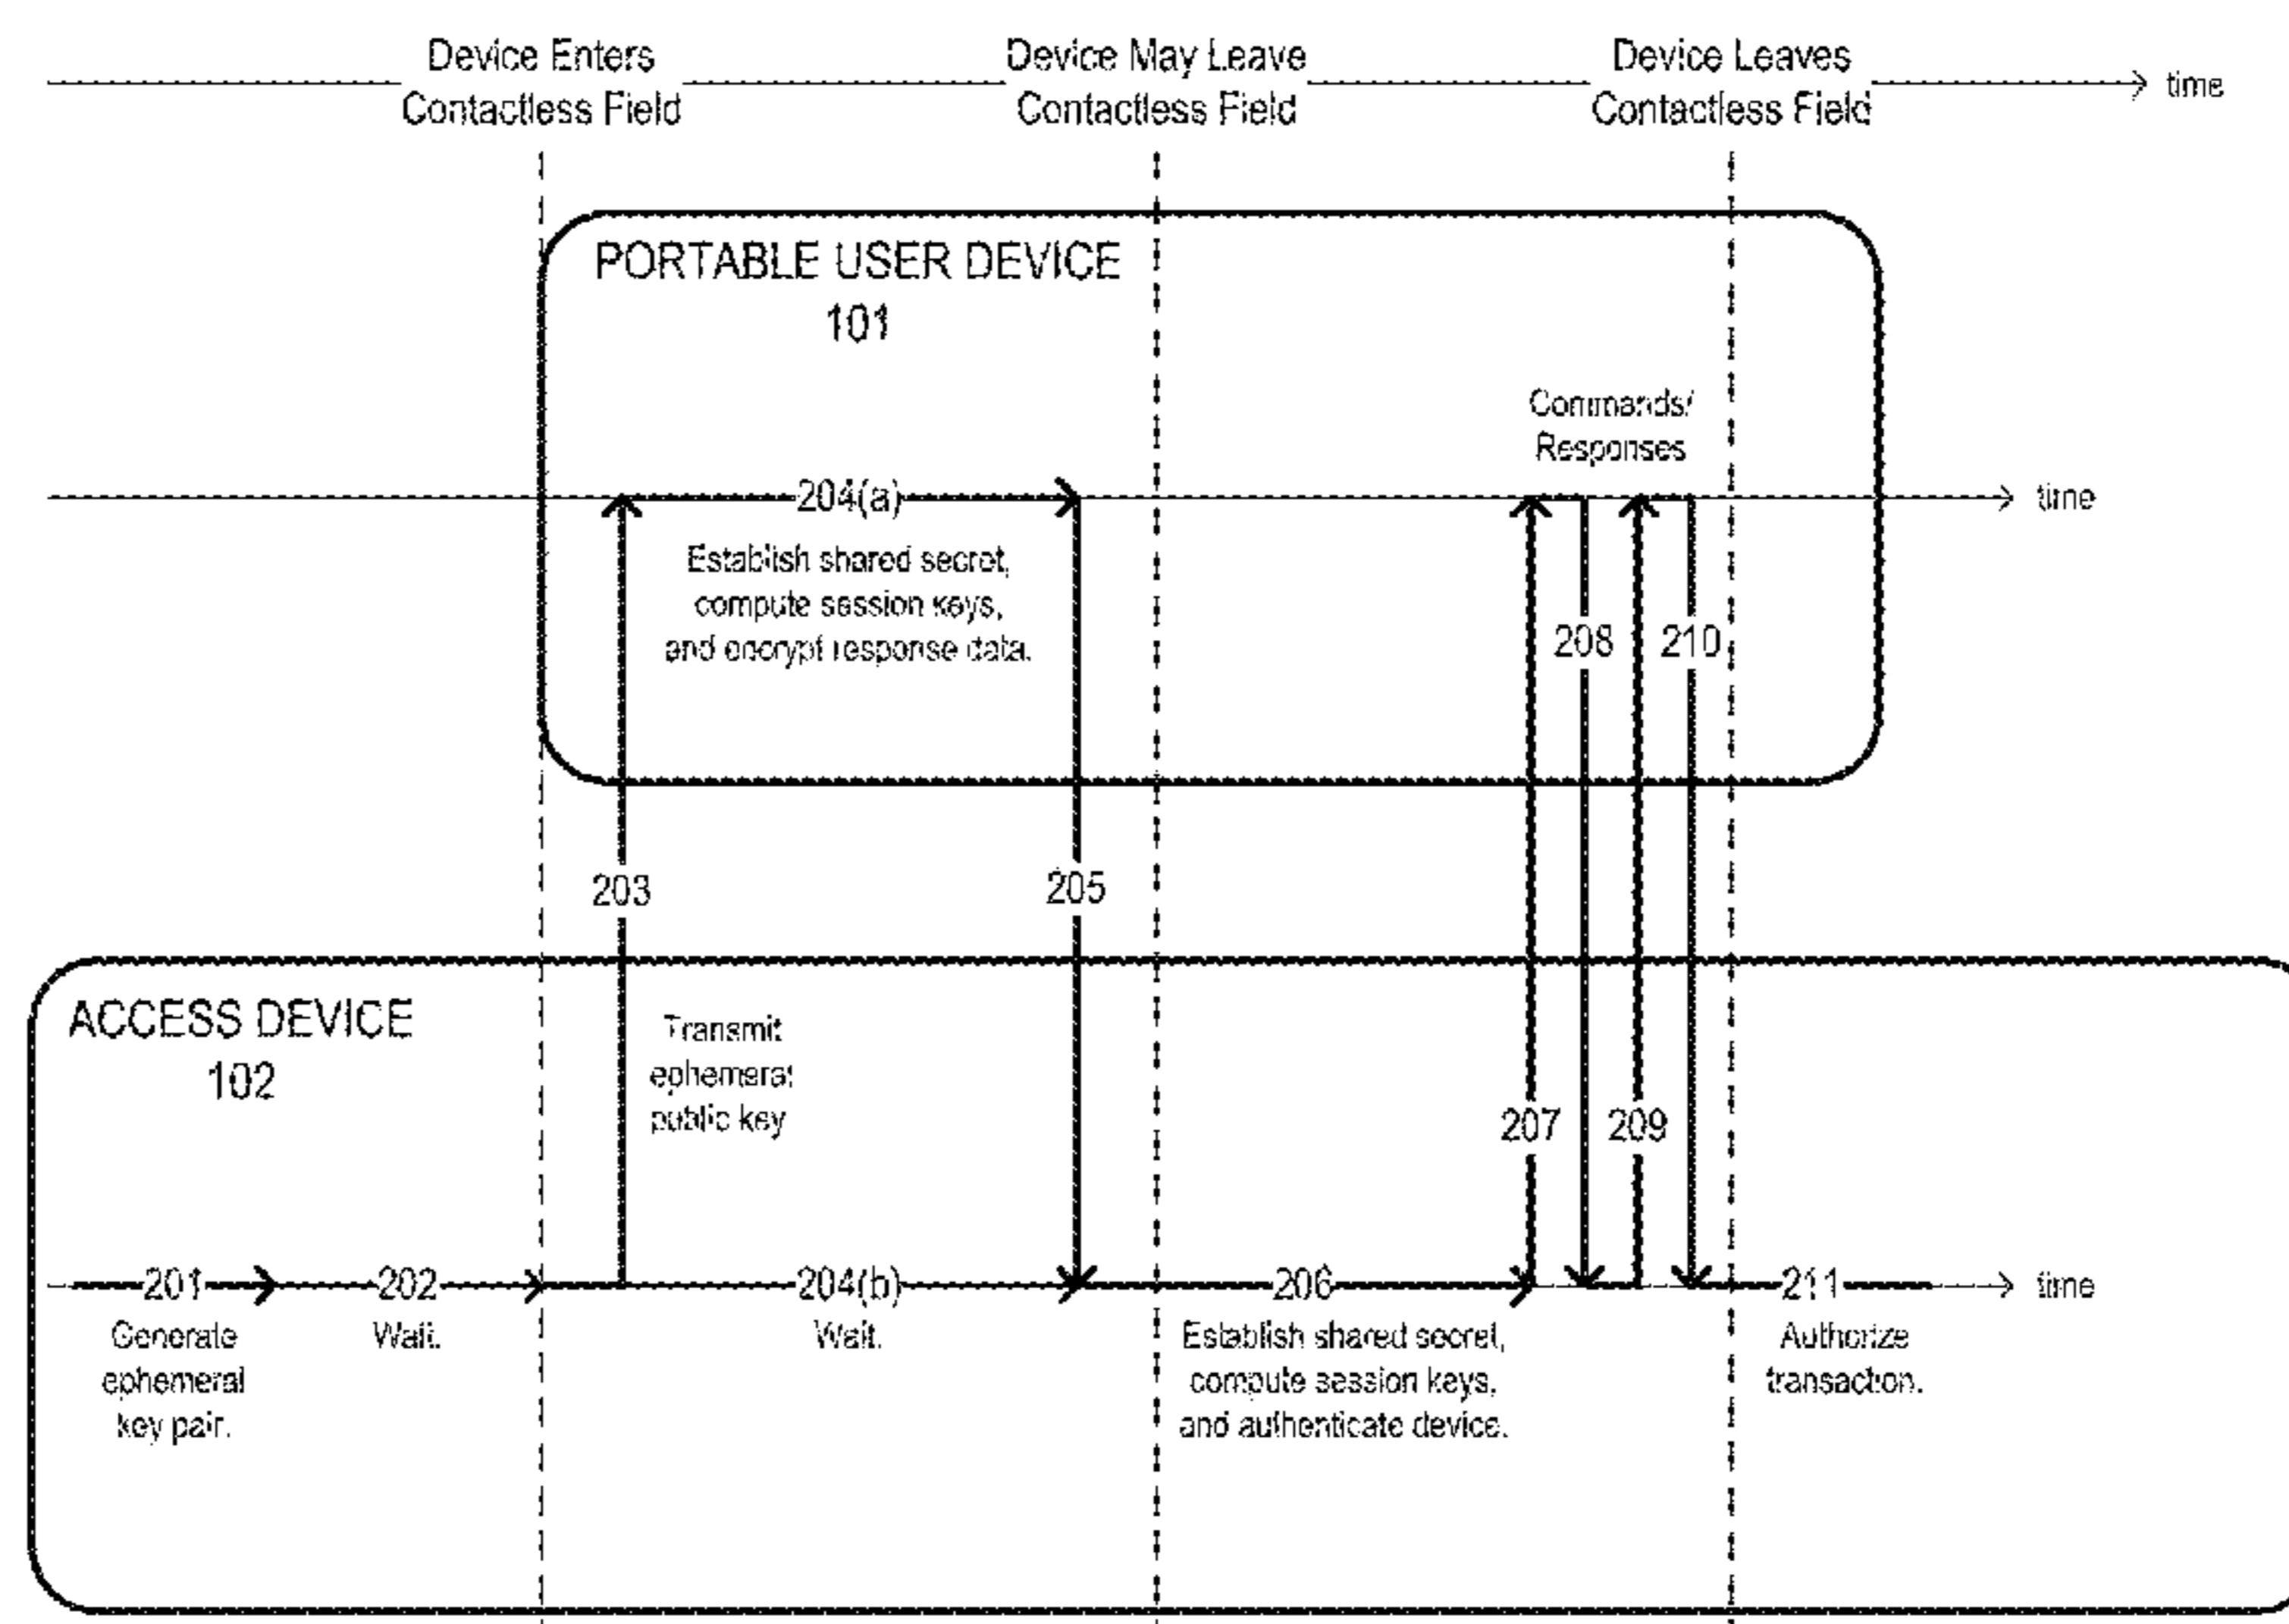 Device Enters
Contactless Field
Device May Leave
Contactless Field
Device Leaves
Contactless Field
time
PORTABLE USER DEVICE
101
Commands/
Responses
204(a)
time
Establish shared secret,
compute session keys,
and encrypt response data.
208
210
203
205
ACCESS DEVICE
102
Transmit
ephemeral
public key
207
209
201
202
204(b)
206
211
time
Generate
ephemeral
key pair.
Wait.
Wait.
Establish shared secret,
compute session keys,
and authenticate device.
Authorize
transaction.